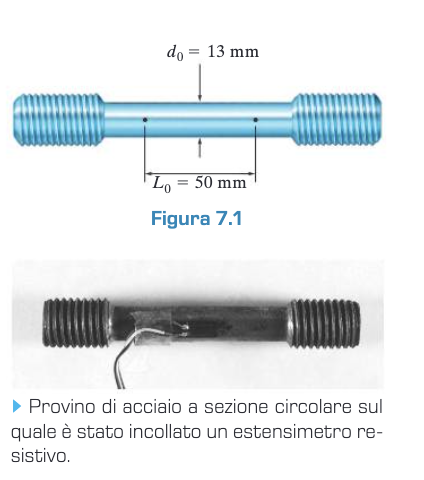 d₀ = 13 mm
L₀ = 50 mm
Figura 7.1
Provino di acciaio a sezione circolare sul
quale è stato incollato un estensimetro re-
sistivo.